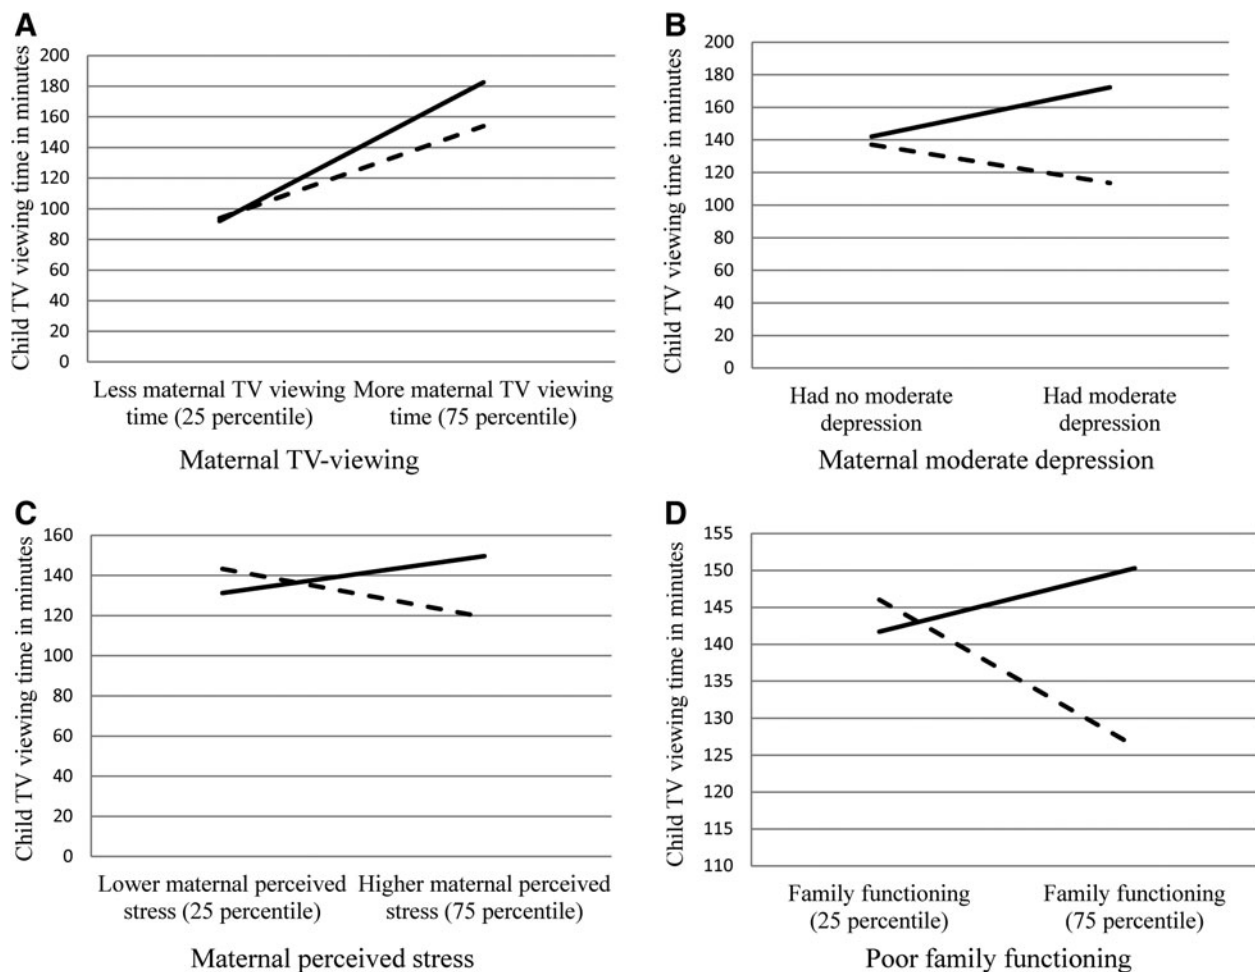 A
Child TV viewing time in minutes
200
180
160
140
120
100
80
60
40
20
0
Less maternal TV viewing
time (25 percentile)
More maternal TV viewing
time (75 percentile)
Maternal TV-viewing
B
Child TV viewing time in minutes
200
180
160
140
120
100
80
60
40
20
0
Had no moderate
depression
Had moderate
depression
Maternal moderate depression
C
Child TV viewing time in minutes
160
140
120
100
80
60
40
20
0
Lower maternal perceived
stress (25 percentile)
Higher maternal perceived
stress (75 percentile)
Maternal perceived stress
D
Child TV viewing time in minutes
155
150
145
140
135
130
125
120
115
110
Family functioning
(25 percentile)
Family functioning
(75 percentile)
Poor family functioning